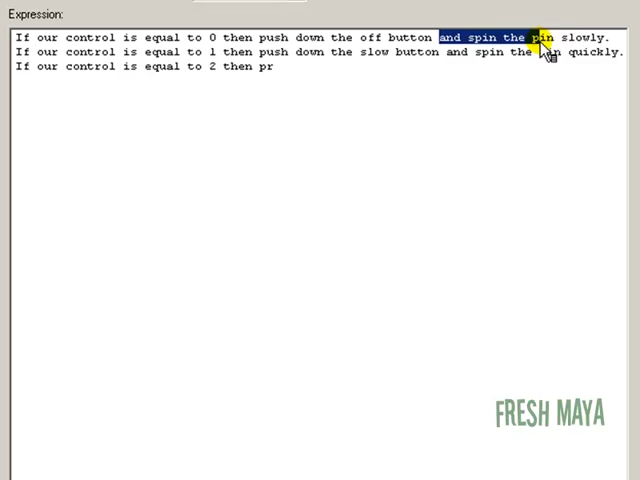 Expression:
If our control is equal to 0 then push down the off button and spin the pin slowly.
If our control is equal to 1 then push down the slow button and spin the quickly.
If our control is equal to 2 then pr
FRESH MAYA